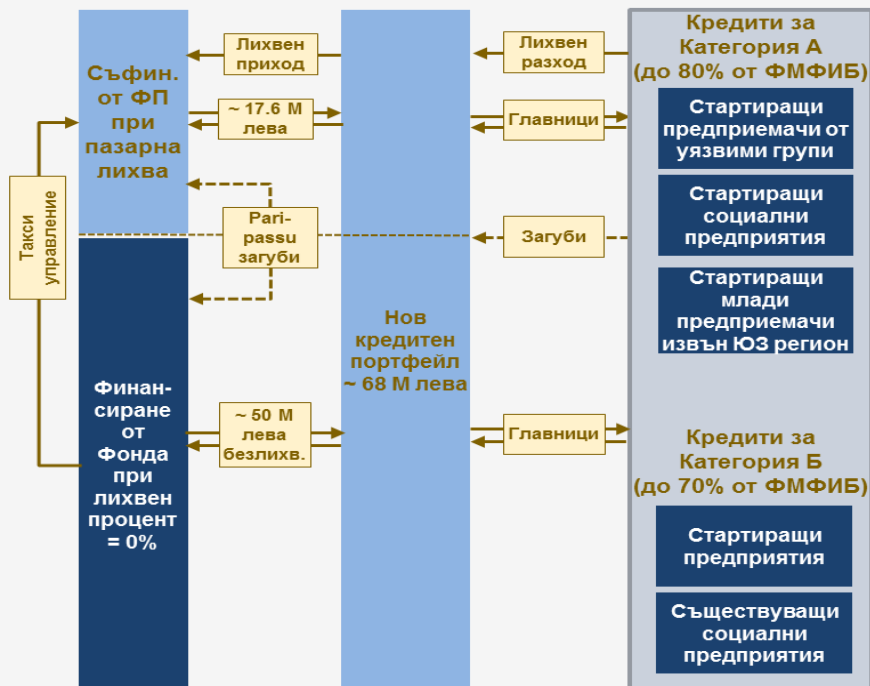 Съфин.
от ФП
при
пазарна
лихва
Такси
управление
Финан-
сиране
от
Фонда
при
лихвен
процент
= 0%
Лихвен
приход
~ 17.6 М
лева
Pari-
passu
загуби
~ 50 М
лева
безлихв.
Нов
кредитен
портфейл
~ 68 М лева
Лихвен
разход
Главници
Загуби
Главници
Кредити за
Категория А
(до 80% от ФМФИБ)
Стартиращи
предприемачи от
уязвими групи
Стартиращи
социални
предприятия
Стартиращи
млади
предприемачи
извън ЮЗ регион
Кредити за
Категория Б
(до 70% от ФМФИБ)
Стартиращи
предприятия
Съществуващи
социални
предприятия